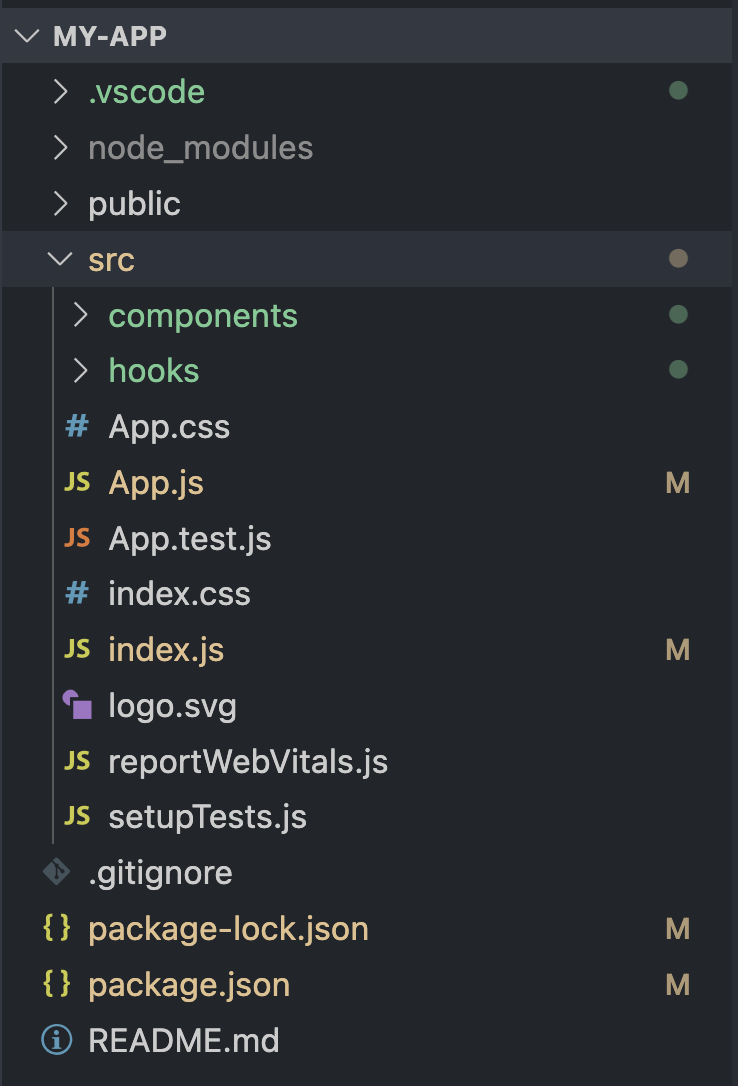 MY-APP
.vscode
node_modules
public
src
components
hooks
# App.css
JS App.js M
JS App.test.js
# index.css
JS index.js M
logo.svg
JS reportWebVitals.js
JS setupTests.js
.gitignore
{} package-lock.json M
{} package.json M
README.md